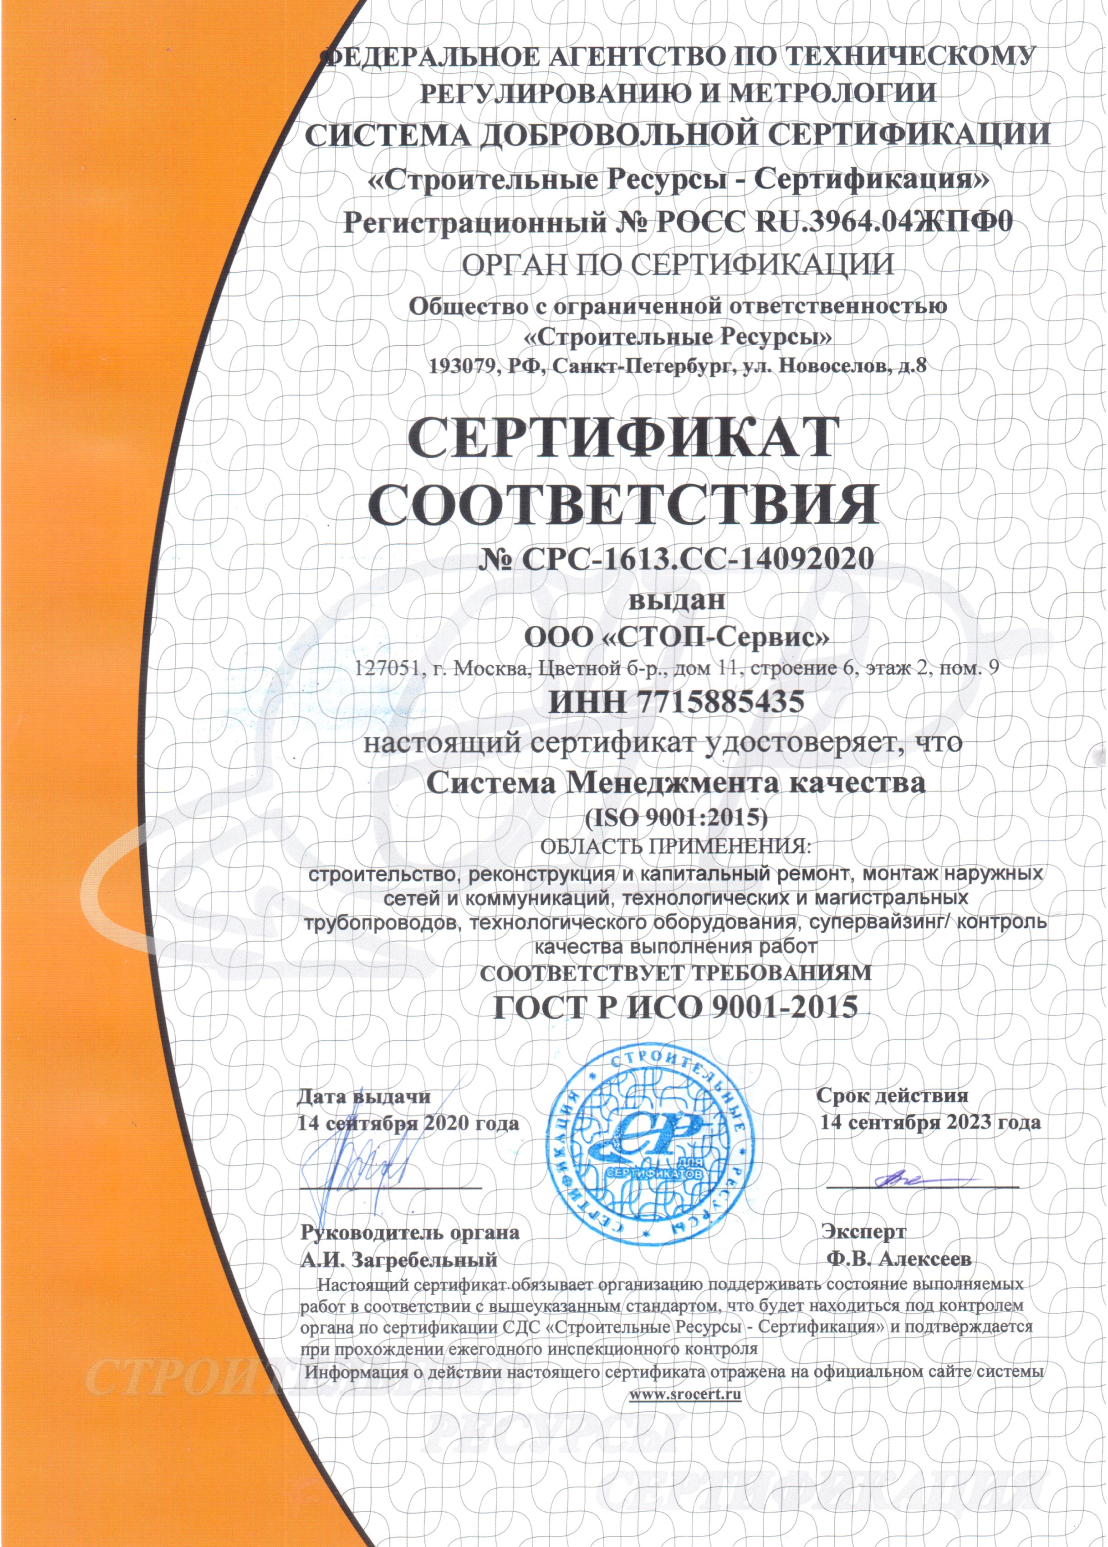 ФЕДЕРАЛЬНОЕ АГЕНТСТВО ПО ТЕХНИЧЕСКОМУ
РЕГУЛИРОВАНИЮ И МЕТРОЛОГИИ
СИСТЕМА ДОБРОВОЛЬНОЙ СЕРТИФИКАЦИИ
«Строительные Ресурсы - Сертификация»
Регистрационный № РОСС RU.3964.04ЖПФ0
ОРГАН ПО СЕРТИФИКАЦИИ
Общество с ограниченной ответственностью
«Строительные Ресурсы»
193079, РФ, Санкт-Петербург, ул. Новоселов, д.8
СЕРТИФИКАТ
СООТВЕТСТВИЯ
№ СРС-1613.СС-14092020
выдан
ООО «СТОП-Сервис»
127051, г. Москва, Цветной б-р., дом 11, строение 6, этаж 2, пом. 9
ИНН 7715885435
настоящий сертификат удостоверяет, что
Система Менеджмента качества
(ISO 9001:2015)
ОБЛАСТЬ ПРИМЕНЕНИЯ:
строительство, реконструкция и капитальный ремонт, монтаж наружных
сетей и коммуникаций, технологических и магистральных
трубопроводов, технологического оборудования, супервайзинг/ контроль
качества выполнения работ
СООТВЕТСТВУЕТ ТРЕБОВАНИЯМ
ГОСТ Р ИСО 9001-2015
Дата выдачи
14 сентября 2020 года
Срок действия
14 сентября 2023 года
* СТРОИТЕЛЬНЫЕ * РЕСУРСЫ * СЕРТИФИКАЦИЯ
СР
ДЛЯ
СЕРТИФИКАТОВ
Руководитель органа
А.И. Загребельный
Эксперт
Ф.В. Алексеев
Настоящий сертификат обязывает организацию поддерживать состояние выполняемых
работ в соответствии с вышеуказанным стандартом, что будет находиться под контролем
органа по сертификации СДС «Строительные Ресурсы - Сертификация» и подтверждается
при прохождении ежегодного инспекционного контроля
Информация о действии настоящего сертификата отражена на официальном сайте системы
www.srocert.ru
СТРОИТЕЛЬНЫЕ
РЕСУРСЫ
СЕРТИФИКАЦИЯ